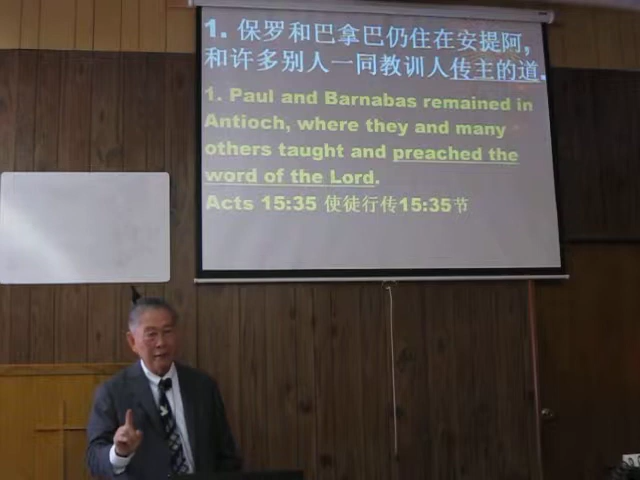 1. 保罗和巴拿巴仍住在安提阿,
和许多别人一同教训人传主的道.
1. Paul and Barnabas remained in
Antioch, where they and many
others taught and preached the
word of the Lord.
Acts 15:35 使徒行传15:35节